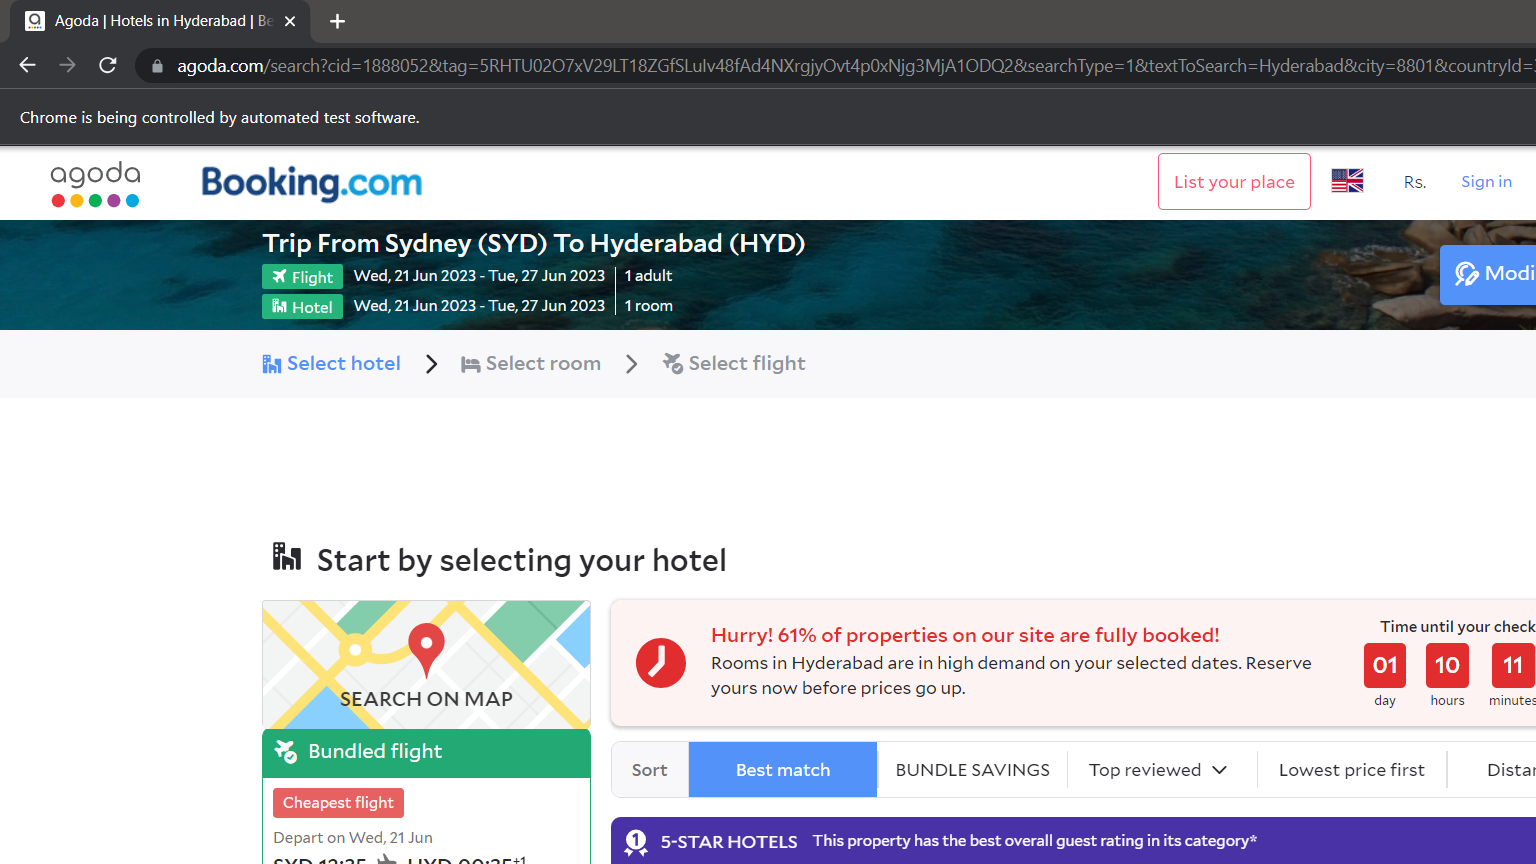 Agoda | Hotels in Hyderabad | Be
agoda.com/search?cid=1888052&tag=5RHTU02O7xV29LT18ZGfSLuIv48fAd4NXrgjyOvt4p0xNjg3MjA1ODQ2&searchType=1&textToSearch=Hyderabad&city=8801&countryId=
Chrome is being controlled by automated test software.
agoda
Booking.com
List your place
Rs.
Sign in
Trip From Sydney (SYD) To Hyderabad (HYD)
Flight Wed, 21 Jun 2023 - Tue, 27 Jun 2023 1 adult
Hotel Wed, 21 Jun 2023 - Tue, 27 Jun 2023 1 room
Modi
Select hotel
Select room
Select flight
Start by selecting your hotel
SEARCH ON MAP
Hurry! 61% of properties on our site are fully booked!
Rooms in Hyderabad are in high demand on your selected dates. Reserve
yours now before prices go up.
Time until your check
01 10 11
day hours minutes
Bundled flight
Cheapest flight
Depart on Wed, 21 Jun
SYD 12:35 HYD 00:35+1
Sort Best match BUNDLE SAVINGS Top reviewed Lowest price first Distan
1 5-STAR HOTELS This property has the best overall guest rating in its category*